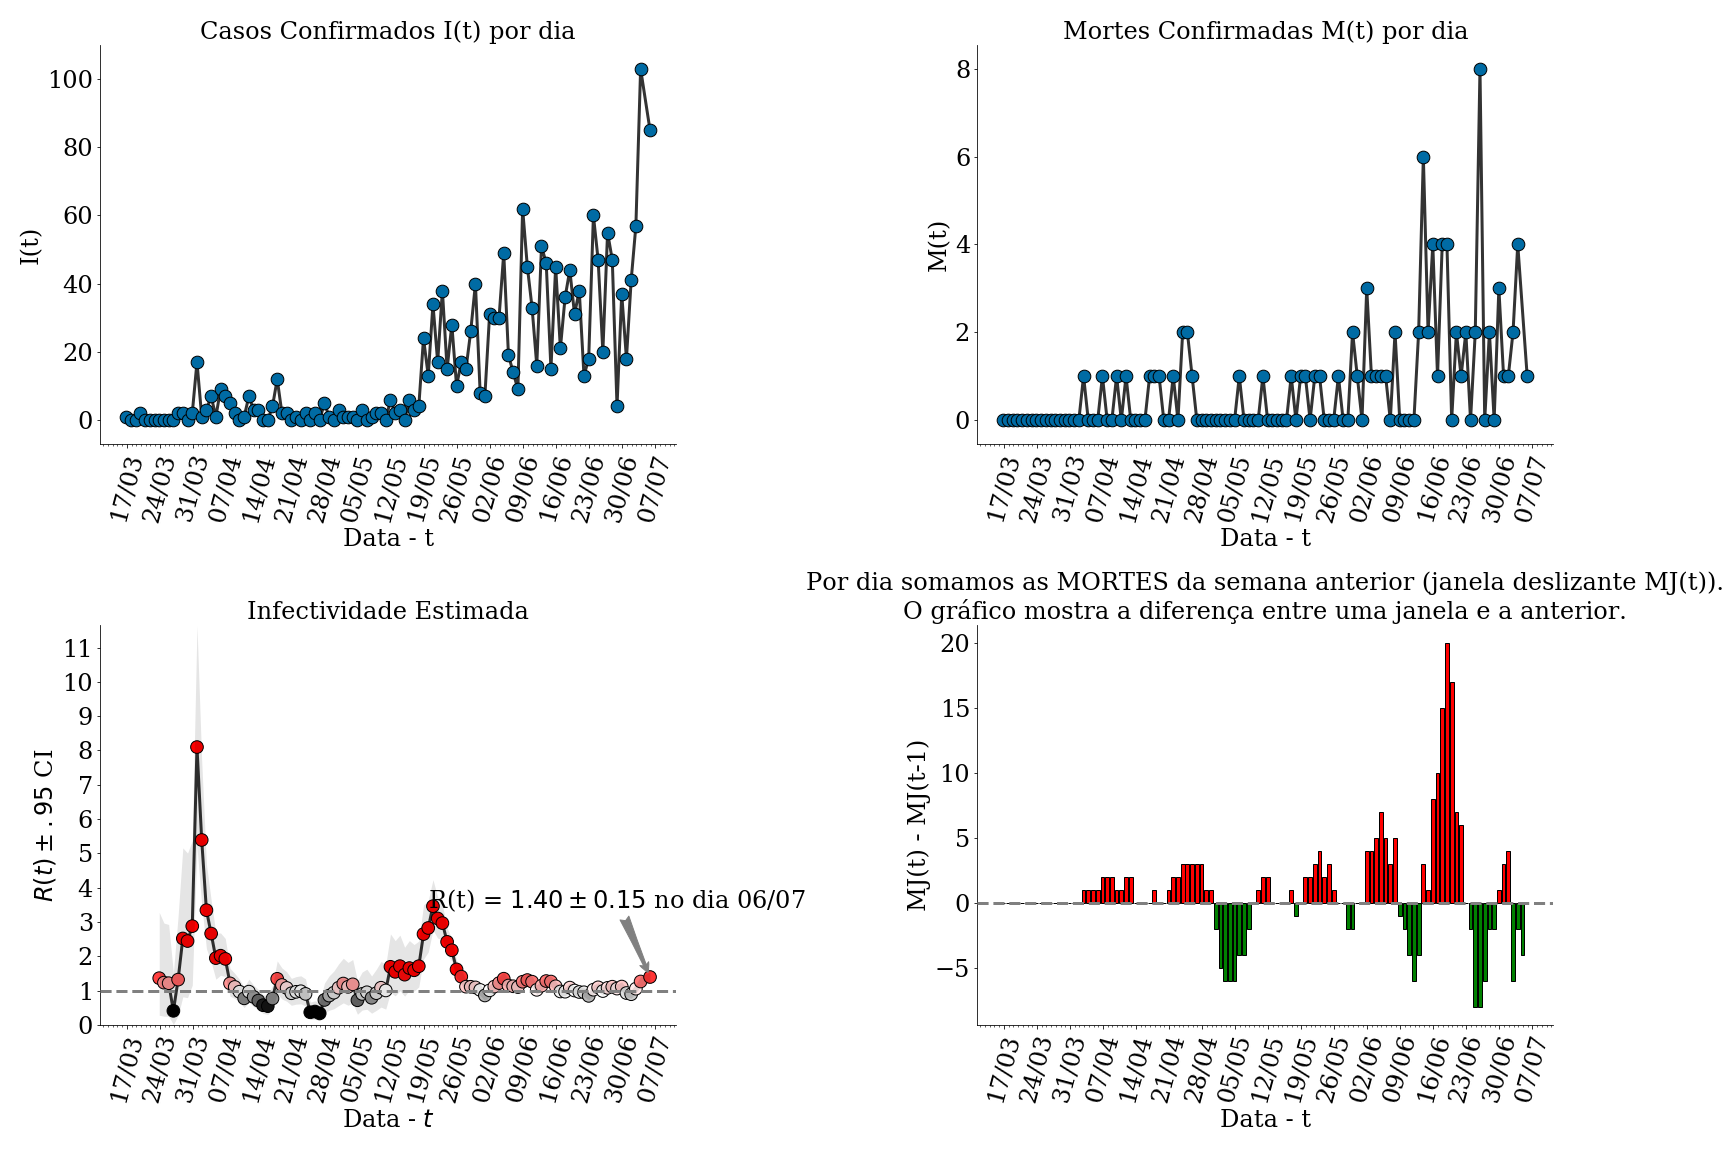 Casos Confirmados I(t) por dia
I(t)
100
80
60
40
20
0
17/03 24/03 31/03 07/04 14/04 21/04 28/04 05/05 12/05 19/05 26/05 02/06 09/06 16/06 23/06 30/06 07/07
Data - t
Mortes Confirmadas M(t) por dia
M(t)
8
6
4
2
0
17/03 24/03 31/03 07/04 14/04 21/04 28/04 05/05 12/05 19/05 26/05 02/06 09/06 16/06 23/06 30/06 07/07
Data - t
Infectividade Estimada
R(t) ± .95 CI
11
10
9
8
7
6
5
4
3
2
1
0
R(t) = 1.40 ± 0.15 no dia 06/07
17/03 24/03 31/03 07/04 14/04 21/04 28/04 05/05 12/05 19/05 26/05 02/06 09/06 16/06 23/06 30/06 07/07
Data - t
Por dia somamos as MORTES da semana anterior (janela deslizante MJ(t)).
O gráfico mostra a diferença entre uma janela e a anterior.
MJ(t) - MJ(t-1)
20
15
10
5
0
−5
17/03 24/03 31/03 07/04 14/04 21/04 28/04 05/05 12/05 19/05 26/05 02/06 09/06 16/06 23/06 30/06 07/07
Data - t